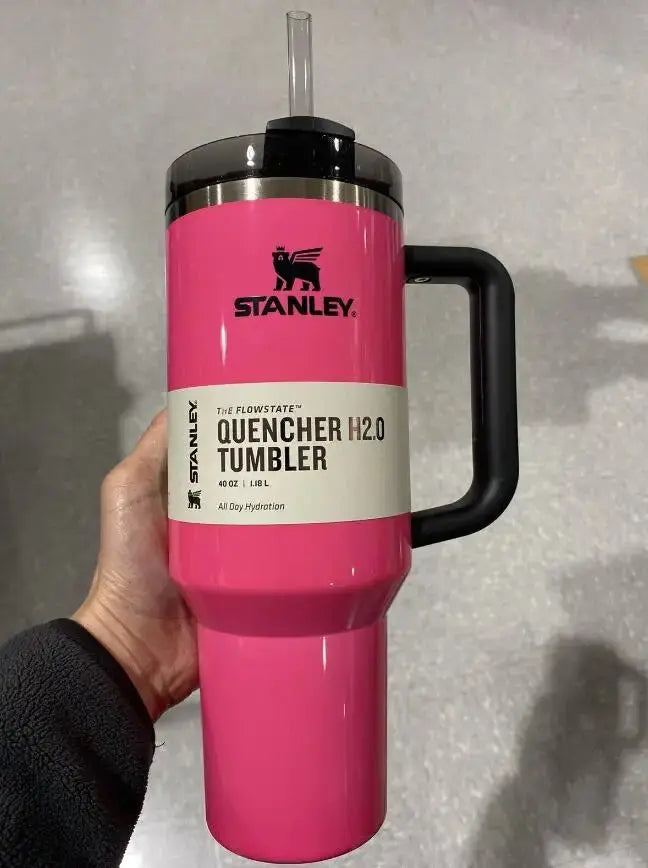 STANLEY®
THE FLOWSTATE™
QUENCHER H2.0
TUMBLER
40 OZ | 1.18 L
All Day Hydration
STANLEY®